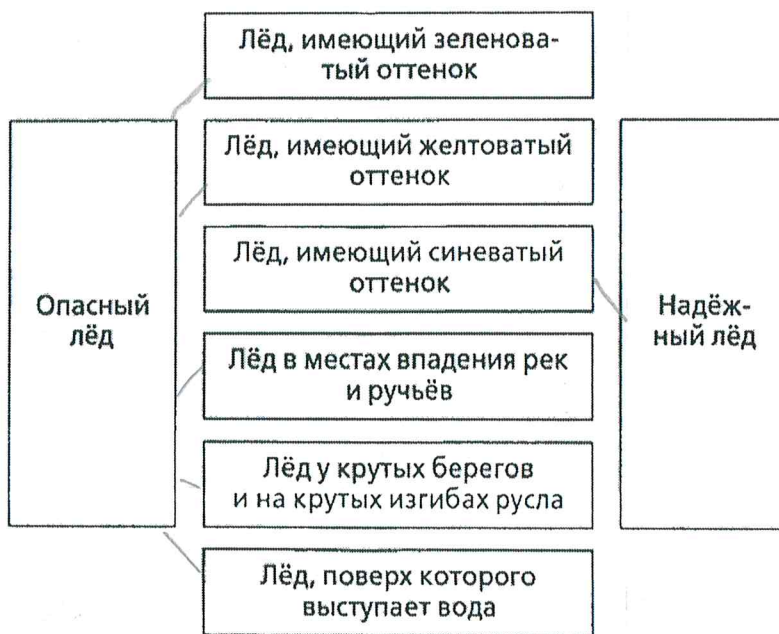 Лёд, имеющий зеленова-
тый оттенок
Лёд, имеющий желтоватый
оттенок
Лёд, имеющий синеватый
оттенок
Опасный
лёд
Надёж-
ный лёд
Лёд в местах впадения рек
и ручьёв
Лёд у крутых берегов
и на крутых изгибах русла
Лёд, поверх которого
выступает вода